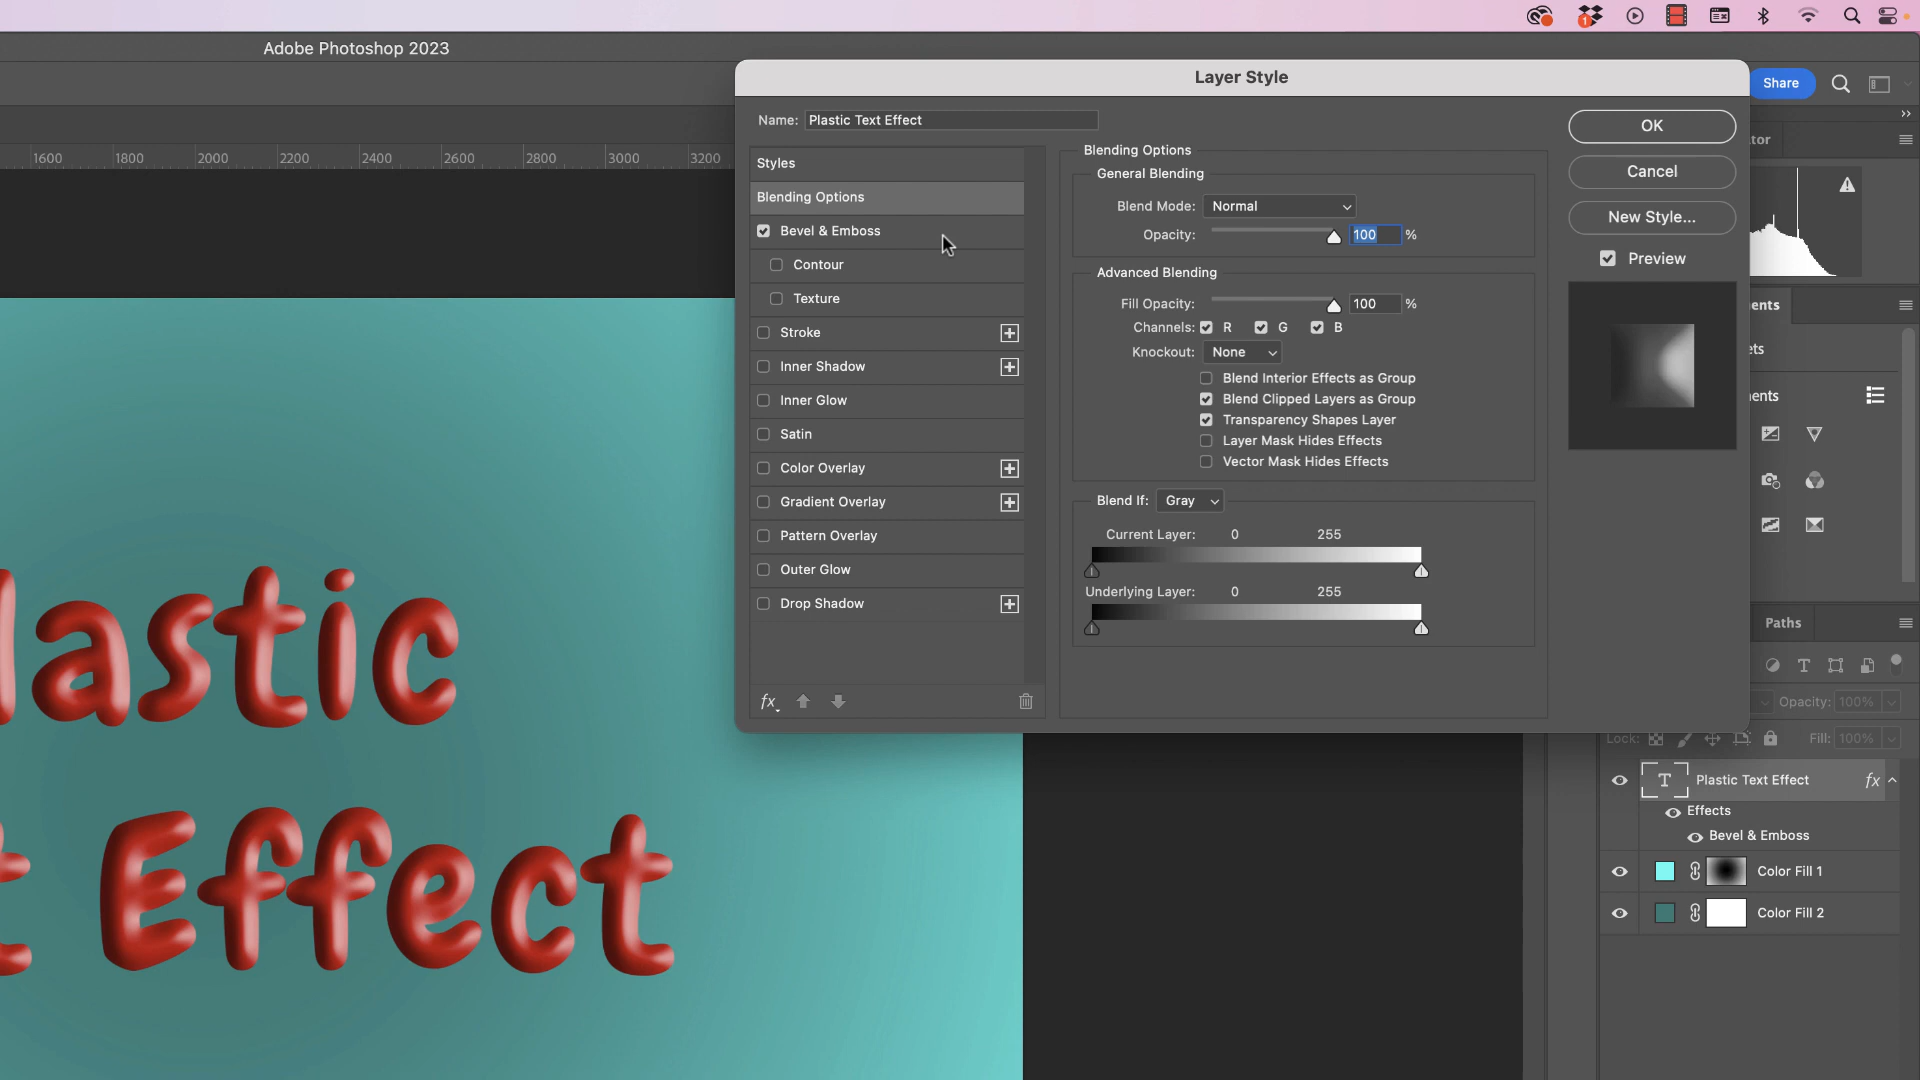 Adobe Photoshop 2023
1600 1800 2000 2200 2400 2600 2800 3000 3200
Layer Style
Name: Plastic Text Effect
Styles
Blending Options
Bevel & Emboss
Contour
Texture
Stroke
Inner Shadow
Inner Glow
Satin
Color Overlay
Gradient Overlay
Pattern Overlay
Outer Glow
Drop Shadow
fx
Blending Options
General Blending
Blend Mode: Normal
Opacity: 100 %
Advanced Blending
Fill Opacity: 100 %
Channels: R G B
Knockout: None
Blend Interior Effects as Group
Blend Clipped Layers as Group
Transparency Shapes Layer
Layer Mask Hides Effects
Vector Mask Hides Effects
Blend If: Gray
Current Layer: 0 255
Underlying Layer: 0 255
OK
Cancel
New Style...
Preview
Share
tor
ents
ets
ents
Paths
Opacity: 100%
Lock: Fill: 100%
T Plastic Text Effect fx
Effects
Bevel & Emboss
Color Fill 1
Color Fill 2
lastic
t Effect